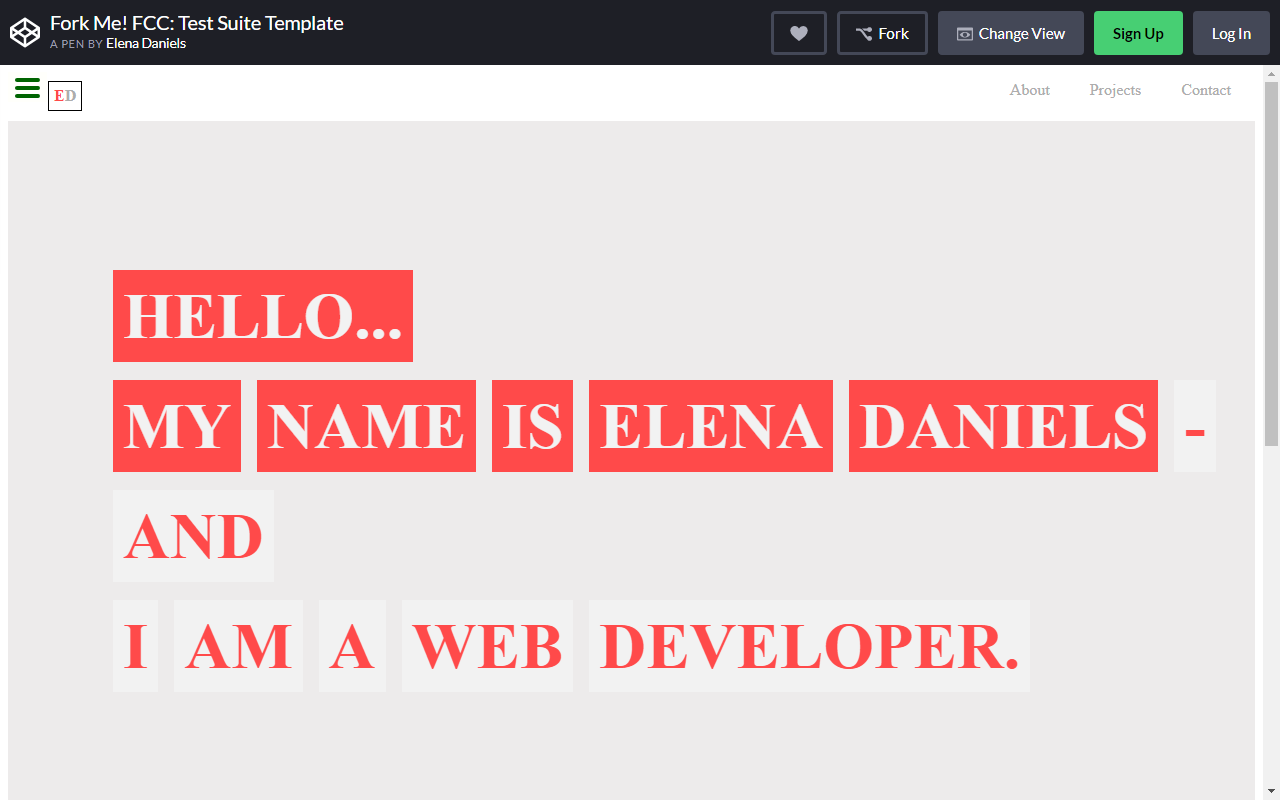 Fork Me! FCC: Test Suite Template
A PEN BY Elena Daniels
Fork
Change View
Sign Up
Log In
ED
About
Projects
Contact
HELLO...
MY NAME IS ELENA DANIELS -
AND
I AM A WEB DEVELOPER.